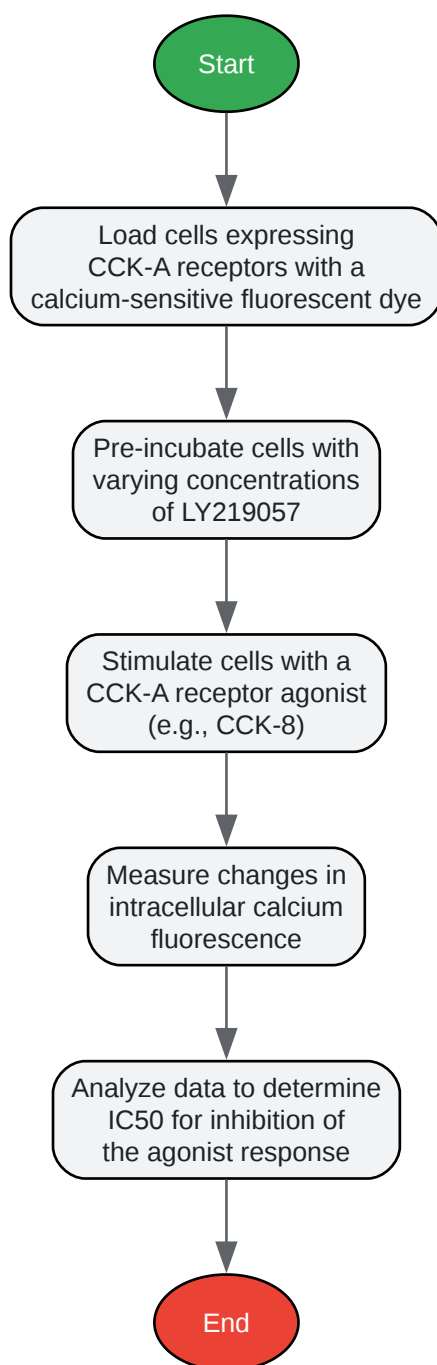 Start
Load cells expressing
CCK-A receptors with a
calcium-sensitive fluorescent dye
Pre-incubate cells with
varying concentrations
of LY219057
Stimulate cells with a
CCK-A receptor agonist
(e.g., CCK-8)
Measure changes in
intracellular calcium
fluorescence
Analyze data to determine
IC50 for inhibition of
the agonist response
End